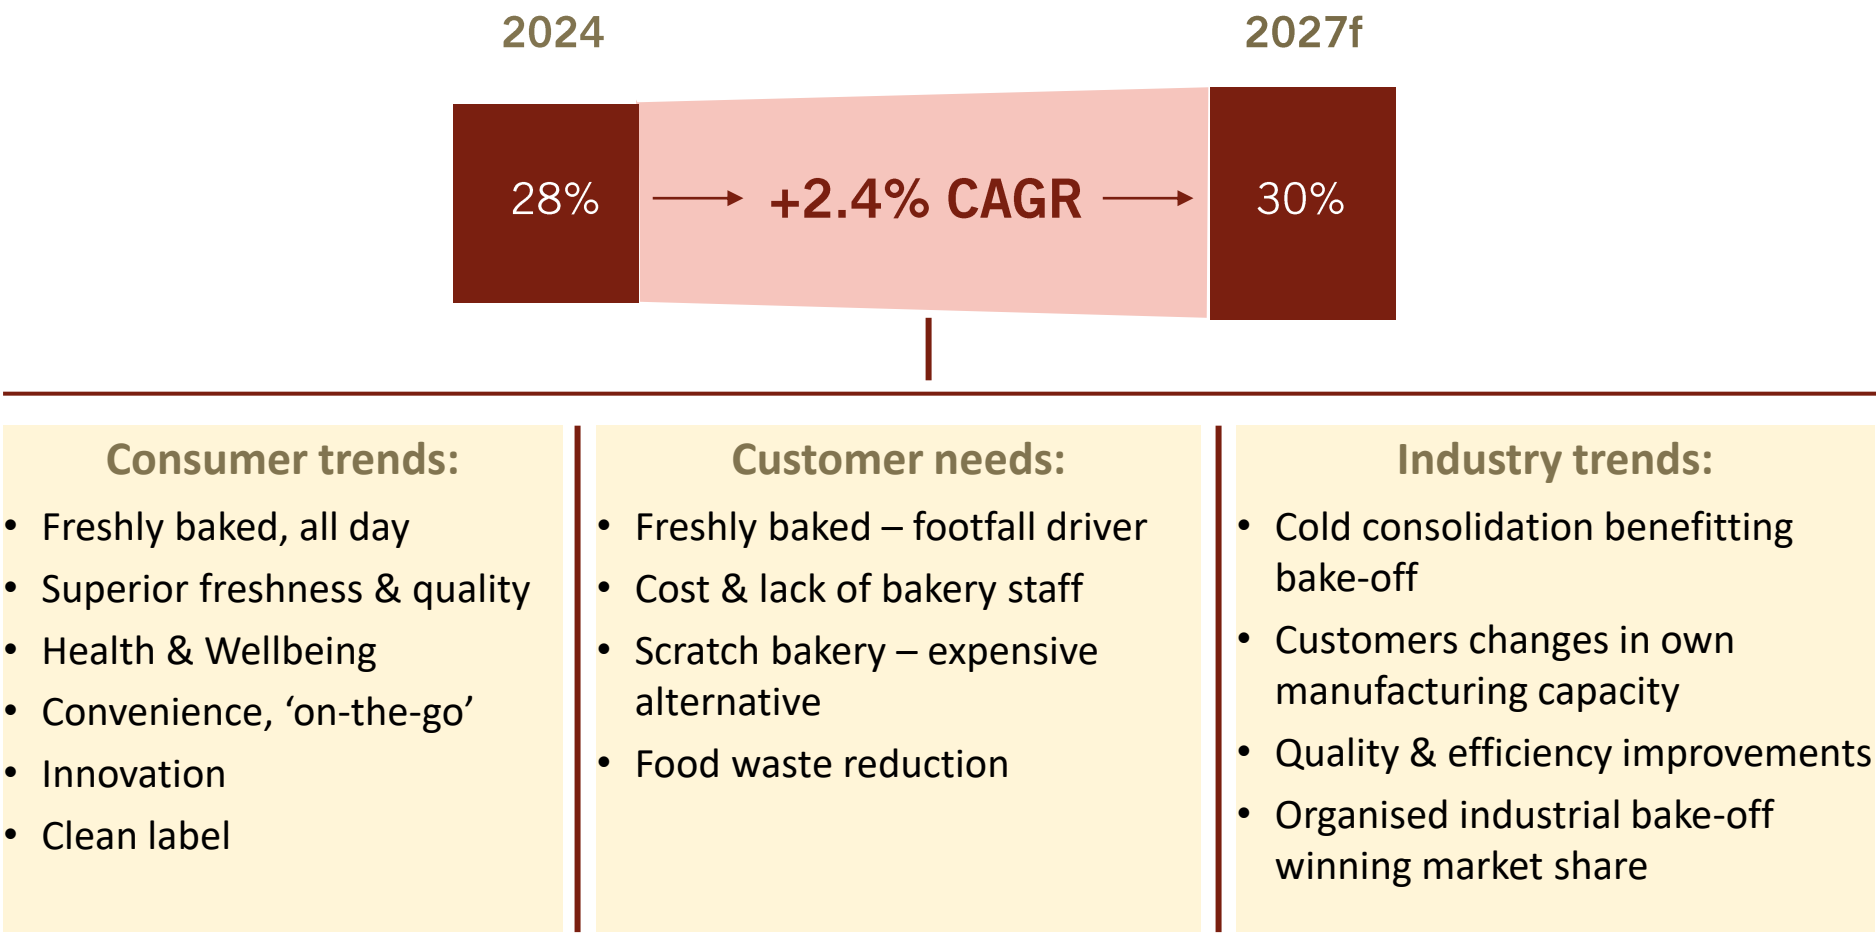 2024
2027f
28%
+2.4% CAGR
30%
Consumer trends:
• Freshly baked, all day
• Superior freshness & quality
• Health & Wellbeing
• Convenience, ‘on-the-go’
• Innovation
• Clean label
Customer needs:
• Freshly baked – footfall driver
• Cost & lack of bakery staff
• Scratch bakery – expensive
alternative
• Food waste reduction
Industry trends:
• Cold consolidation benefitting
bake-off
• Customers changes in own
manufacturing capacity
• Quality & efficiency improvements
• Organised industrial bake-off
winning market share